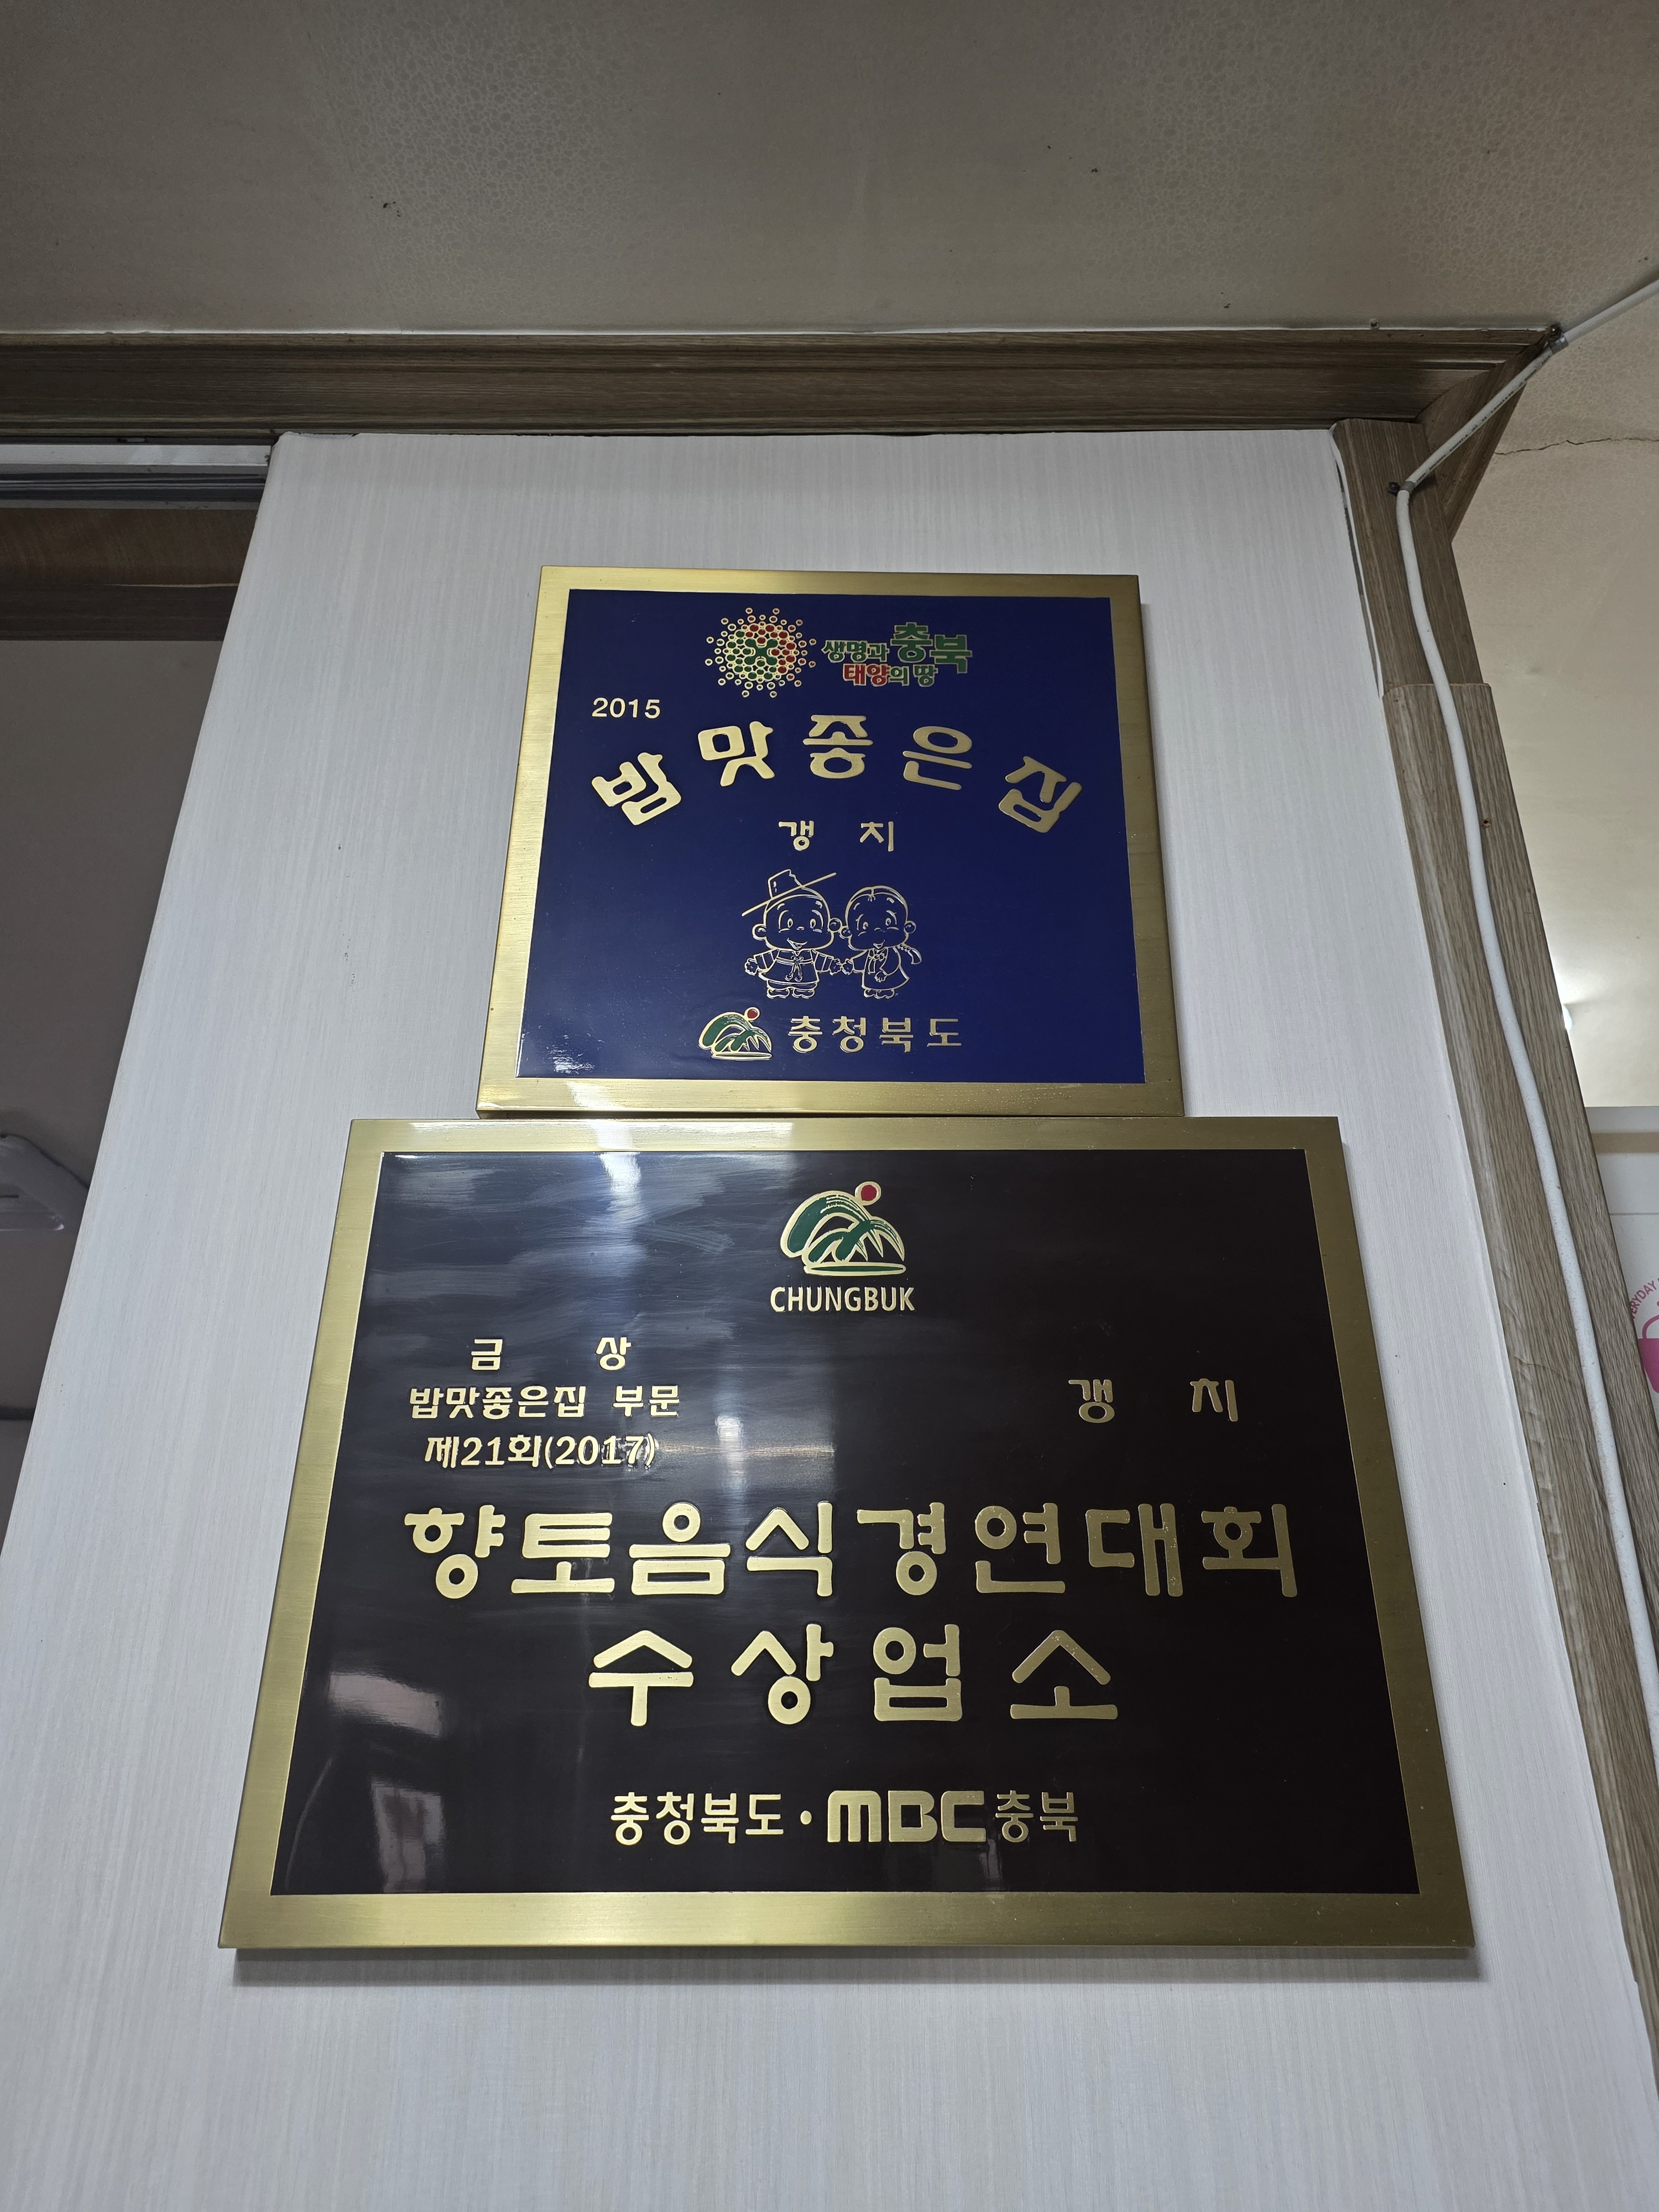 생명과 충북
태양의 땅
2015
밥맛좋은집
갱 치
충청북도
CHUNGBUK
금 상
밥맛좋은집 부문
제21회(2017)
갱 치
향토음식경연대회
수상업소
충청북도·MBC충북